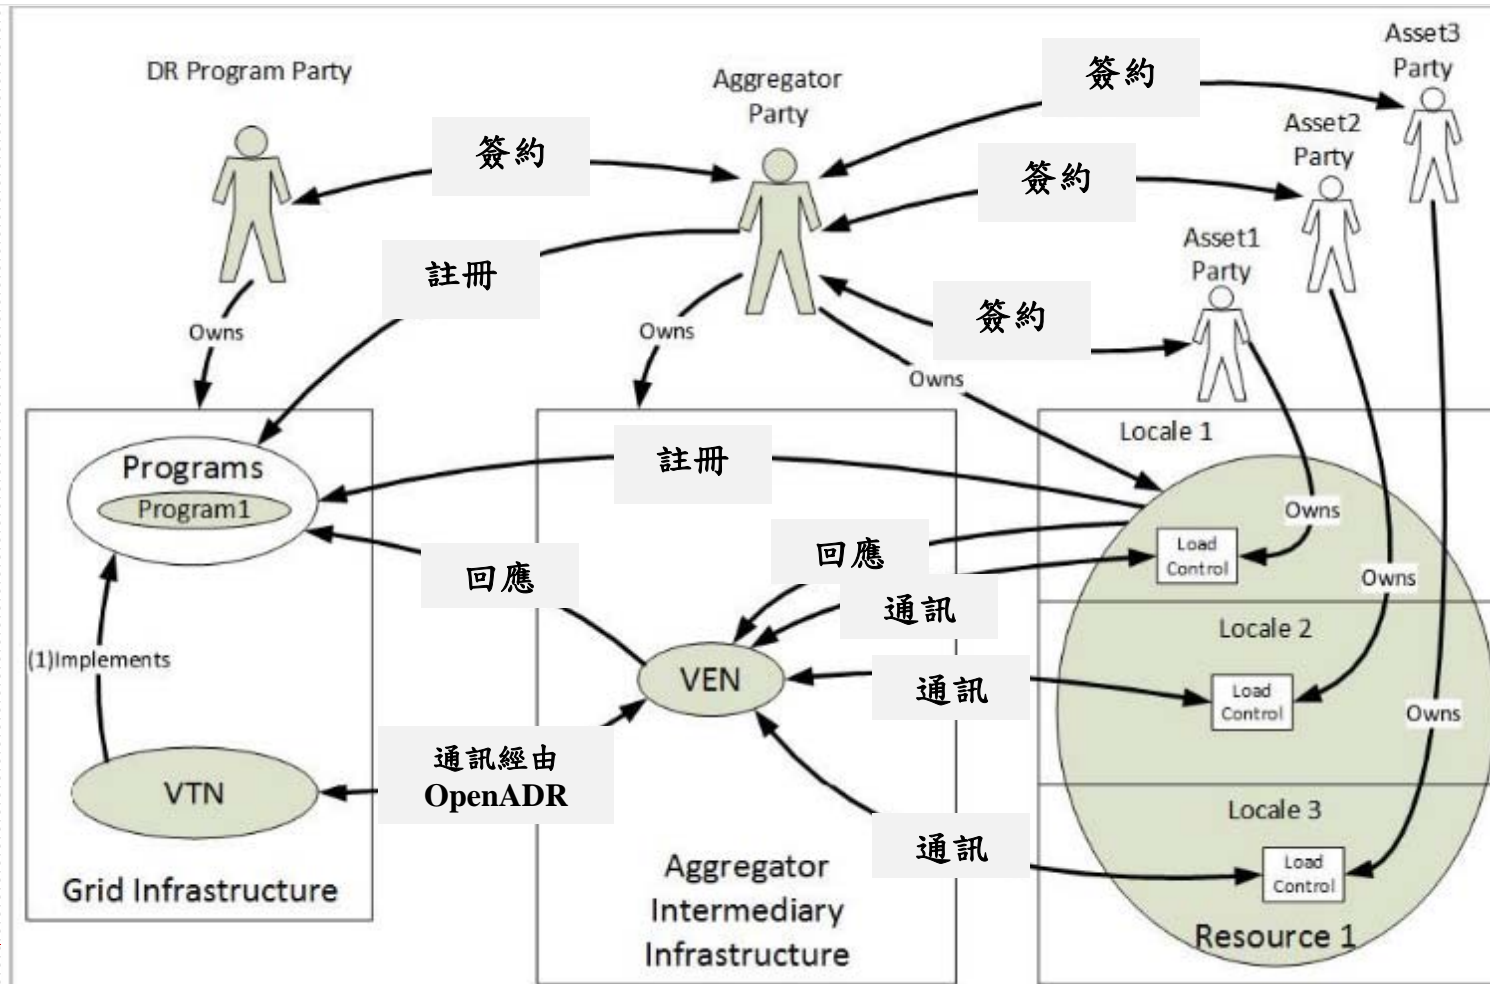 DR Program Party
Aggregator
Party
Asset3
Party
Asset2
Party
Asset1
Party
簽約
簽約
簽約
簽約
註冊
Owns
Owns
Owns
Programs
Program1
註冊
回應
(1)Implements
VTN
通訊經由
OpenADR
Grid Infrastructure
回應
通訊
VEN
通訊
通訊
Aggregator
Intermediary
Infrastructure
Locale 1
Load
Control
Owns
Owns
Owns
Locale 2
Load
Control
Locale 3
Load
Control
Resource 1